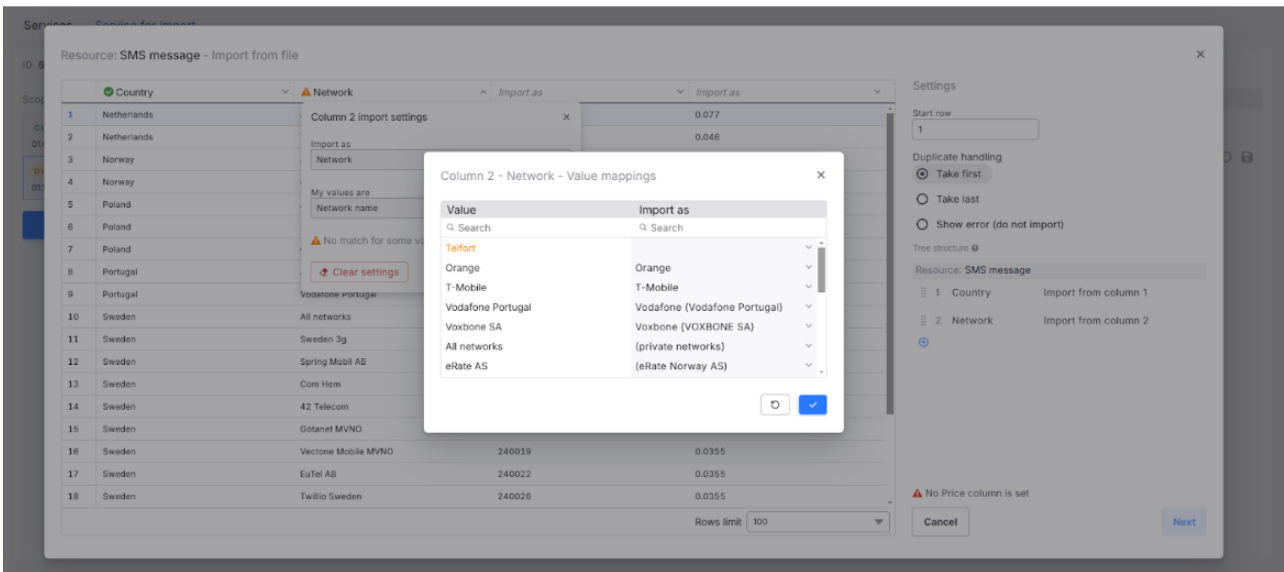 Services Service for import
Resource: SMS message - Import from file
ID 6
Country Network Import as Import as
Settings
1 Netherlands 0.077
Column 2 import settings
Start row
1
2 Netherlands 0.046
Import as
3 Norway Network
Duplicate handling
Take first
4 Norway
My values are
5 Poland Network name
Take last
6 Poland
Show error (do not import)
7 Poland No match for some va
Tree structure
8 Portugal Clear settings
Resource: SMS message
9 Portugal Vodafone Portugal
1 Country Import from column 1
10 Sweden All networks
2 Network Import from column 2
11 Sweden Sweden 3g
12 Sweden Spring Mobil AB
13 Sweden Com Hem
14 Sweden 42 Telecom
15 Sweden Gotanet MVNO
16 Sweden Vectone Mobile MVNO 240019 0.0355
17 Sweden EuTel AB 240022 0.0355
18 Sweden Twillio Sweden 240026 0.0355
Column 2 - Network - Value mappings
Value Import as
Search Search
Telfort
Orange Orange
T-Mobile T-Mobile
Vodafone Portugal Vodafone (Vodafone Portugal)
Voxbone SA Voxbone (VOXBONE SA)
All networks (private networks)
eRate AS (eRate Norway AS)
No Price column is set
Rows limit 100
Cancel Next